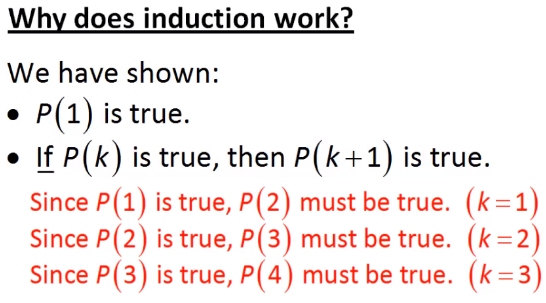 Why does induction work?
We have shown:
• P(1) is true.
• If P(k) is true, then P(k+1) is true.
Since P(1) is true, P(2) must be true. (k=1)
Since P(2) is true, P(3) must be true. (k=2)
Since P(3) is true, P(4) must be true. (k=3)